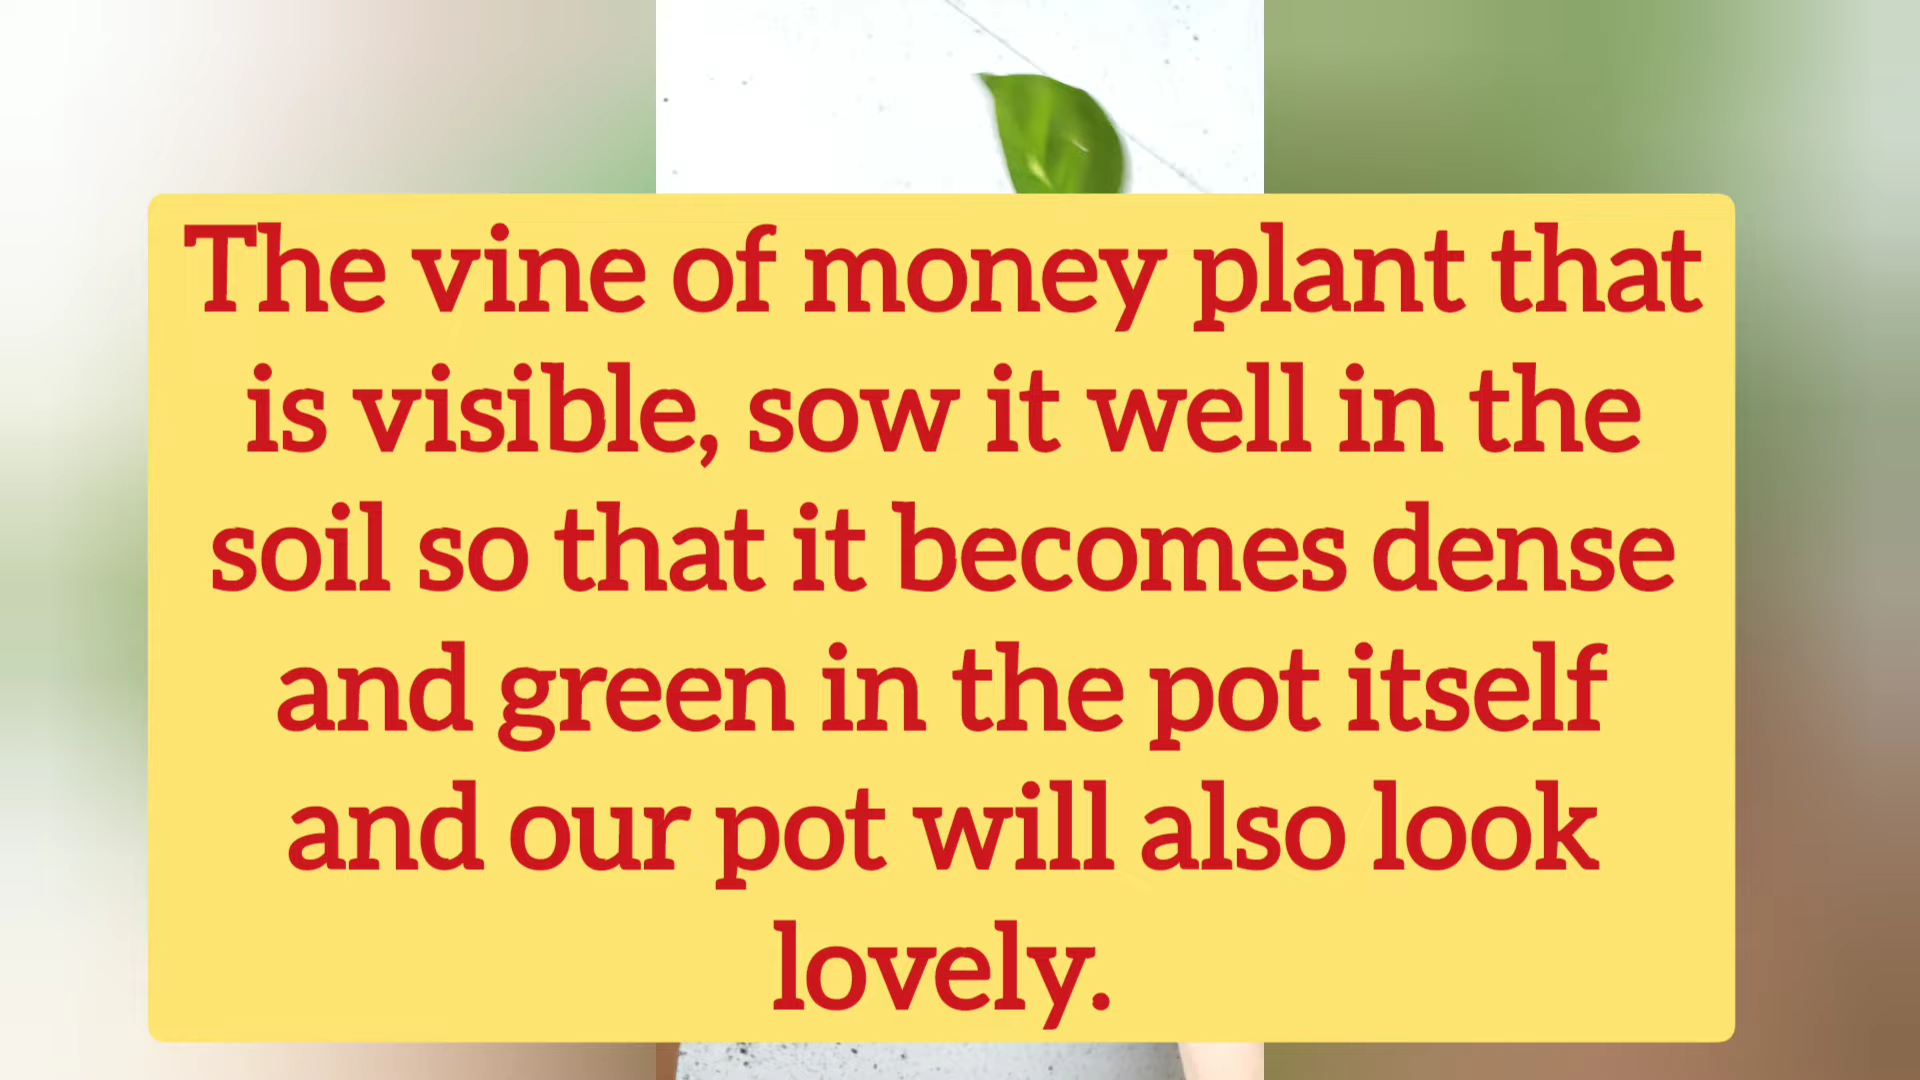 The vine of money plant that
is visible, sow it well in the
soil so that it becomes dense
and green in the pot itself
and our pot will also look
lovely.